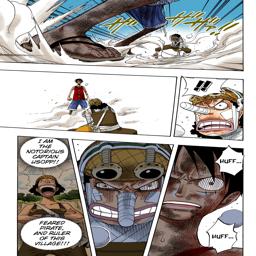 !!
I AM
THE
NOTORIOUS
CAPTAIN
USOPP!
FEARED
PIRATE,
AND RULER
OF THIS
VILLAGE!!!
HUFF...
HUFF...